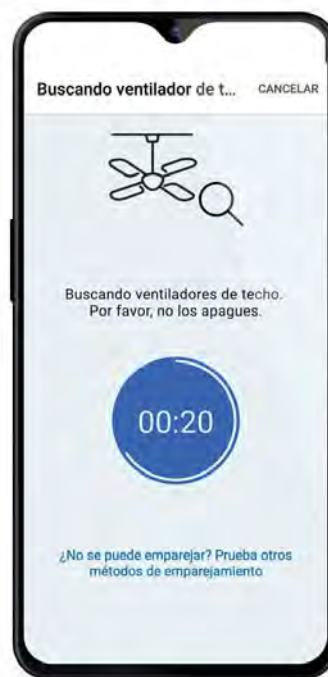 Buscando ventilador de t... CANCELAR
Buscando ventiladores de techo.
Por favor, no los apagues.
00:20
¿No se puede emparejar? Prueba otros
métodos de emparejamiento